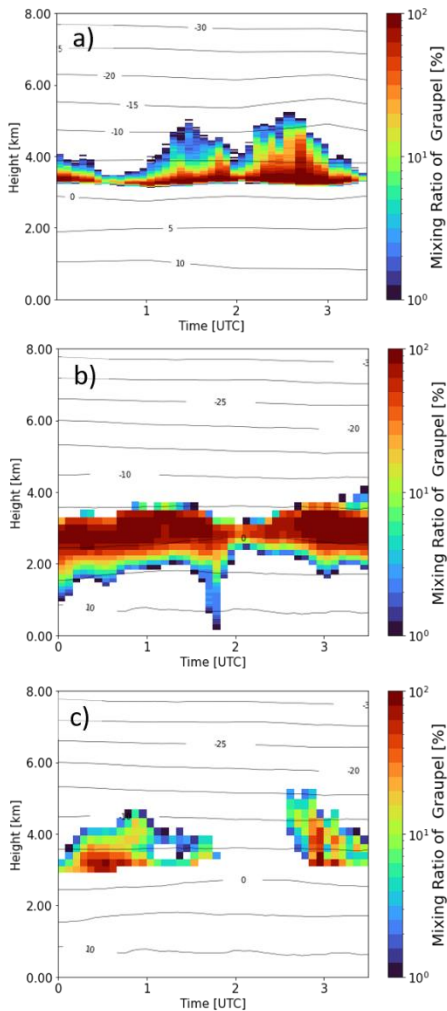 a)
8.00
6.00
4.00
2.00
0.00
Height [km]
-30
-20
-15
-10
0
5
10
1 2 3
Time [UTC]
10²
10¹
10⁰
Mixing Ratio of Graupel [%]
b)
8.00
6.00
4.00
2.00
0.00
Height [km]
-25
-20
-10
0
10
0 1 2 3
Time [UTC]
10²
10¹
10⁰
Mixing Ratio of Graupel [%]
c)
8.00
6.00
4.00
2.00
0.00
Height [km]
-25
-20
0
10
0 1 2 3
Time [UTC]
10²
10¹
10⁰
Mixing Ratio of Graupel [%]